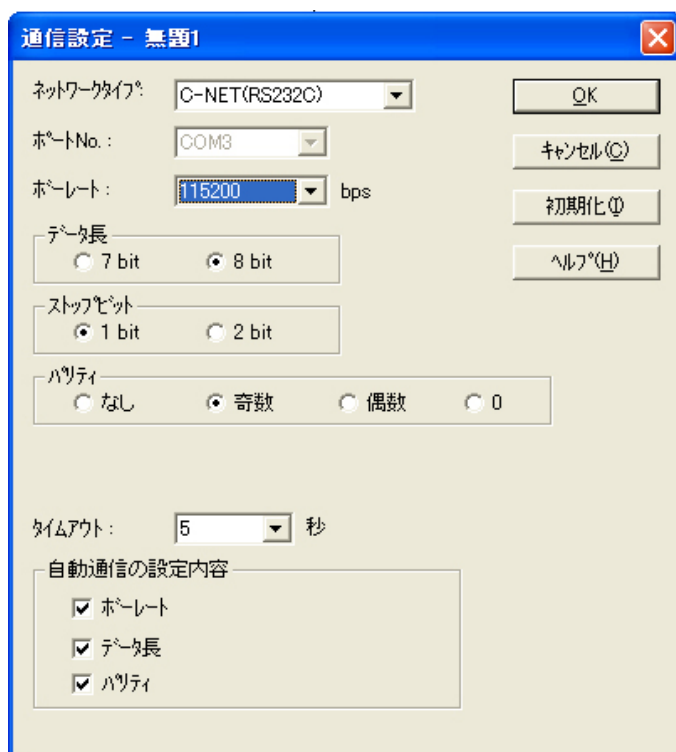 通信設定 - 無題1
ﾈｯﾄﾜｰｸﾀｲﾌﾟ: C-NET(RS232C) OK
ﾎﾟｰﾄNo. : COM3 ｷｬﾝｾﾙ(C)
ﾎﾞｰﾚｰﾄ : 115200 bps 初期化(I)
ﾃﾞｰﾀ長
7 bit 8 bit ﾍﾙﾌﾟ(H)
ｽﾄｯﾌﾟﾋﾞｯﾄ
1 bit 2 bit
ﾊﾟﾘﾃｨ
なし 奇数 偶数 0
ﾀｲﾑｱｳﾄ : 5 秒
自動通信の設定内容
ﾎﾞｰﾚｰﾄ
ﾃﾞｰﾀ長
ﾊﾟﾘﾃｨ